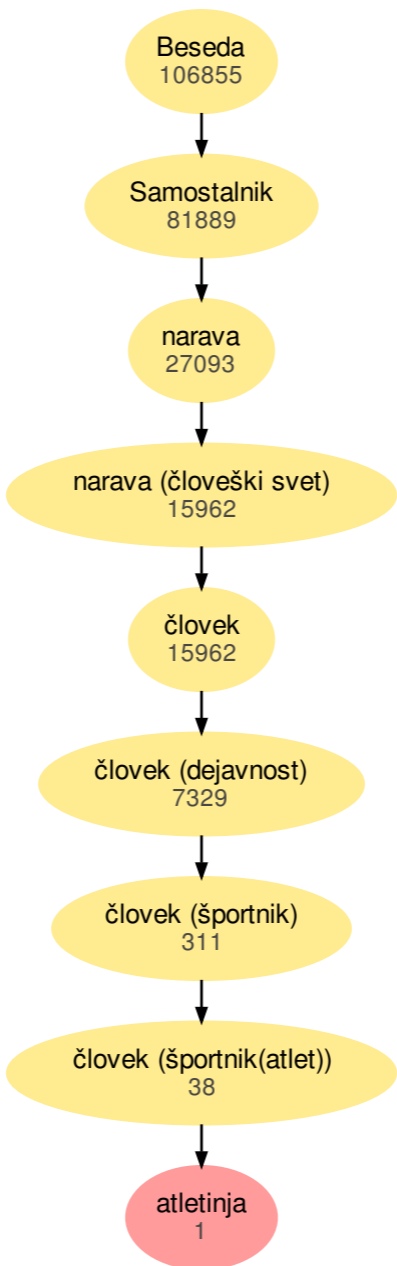 Beseda
106855
Samostalnik
81889
narava
27093
narava (človeški svet)
15962
človek
15962
človek (dejavnost)
7329
človek (športnik)
311
človek (športnik(atlet))
38
atletinja
1